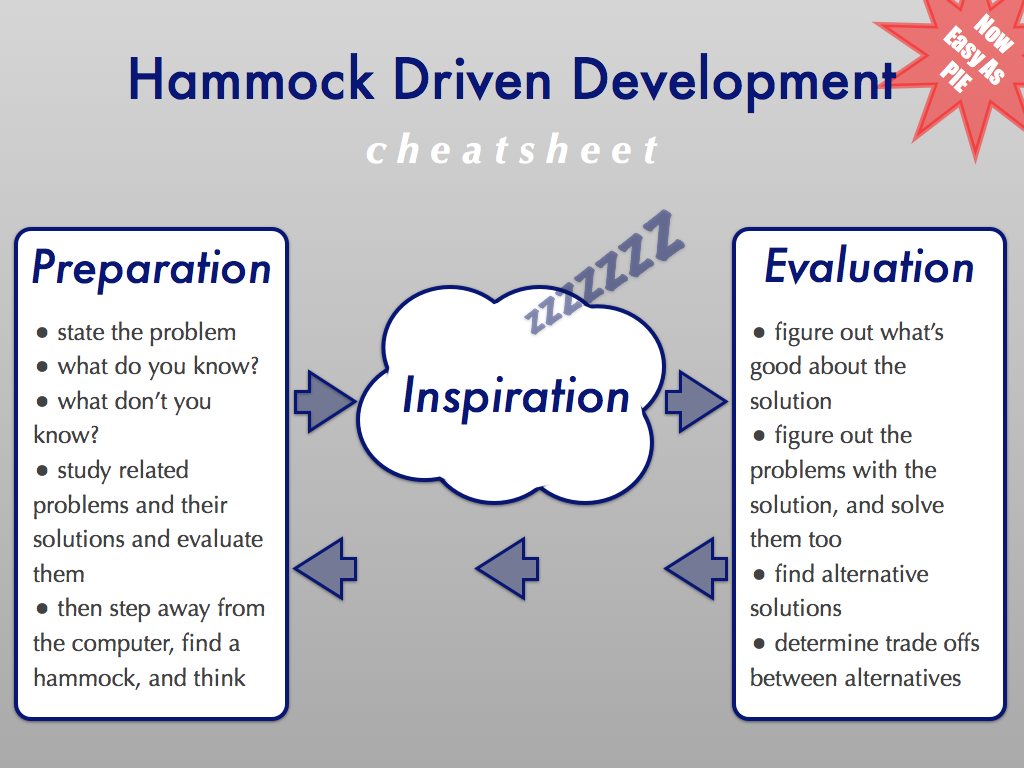 Hammock Driven Development
cheatsheet
Now
Easy As
PIE
Preparation
• state the problem
• what do you know?
• what don’t you
know?
• study related
problems and their
solutions and evaluate
them
• then step away from
the computer, find a
hammock, and think
zzzzzzz
Inspiration
Evaluation
• figure out what’s
good about the
solution
• figure out the
problems with the
solution, and solve
them too
• find alternative
solutions
• determine trade offs
between alternatives